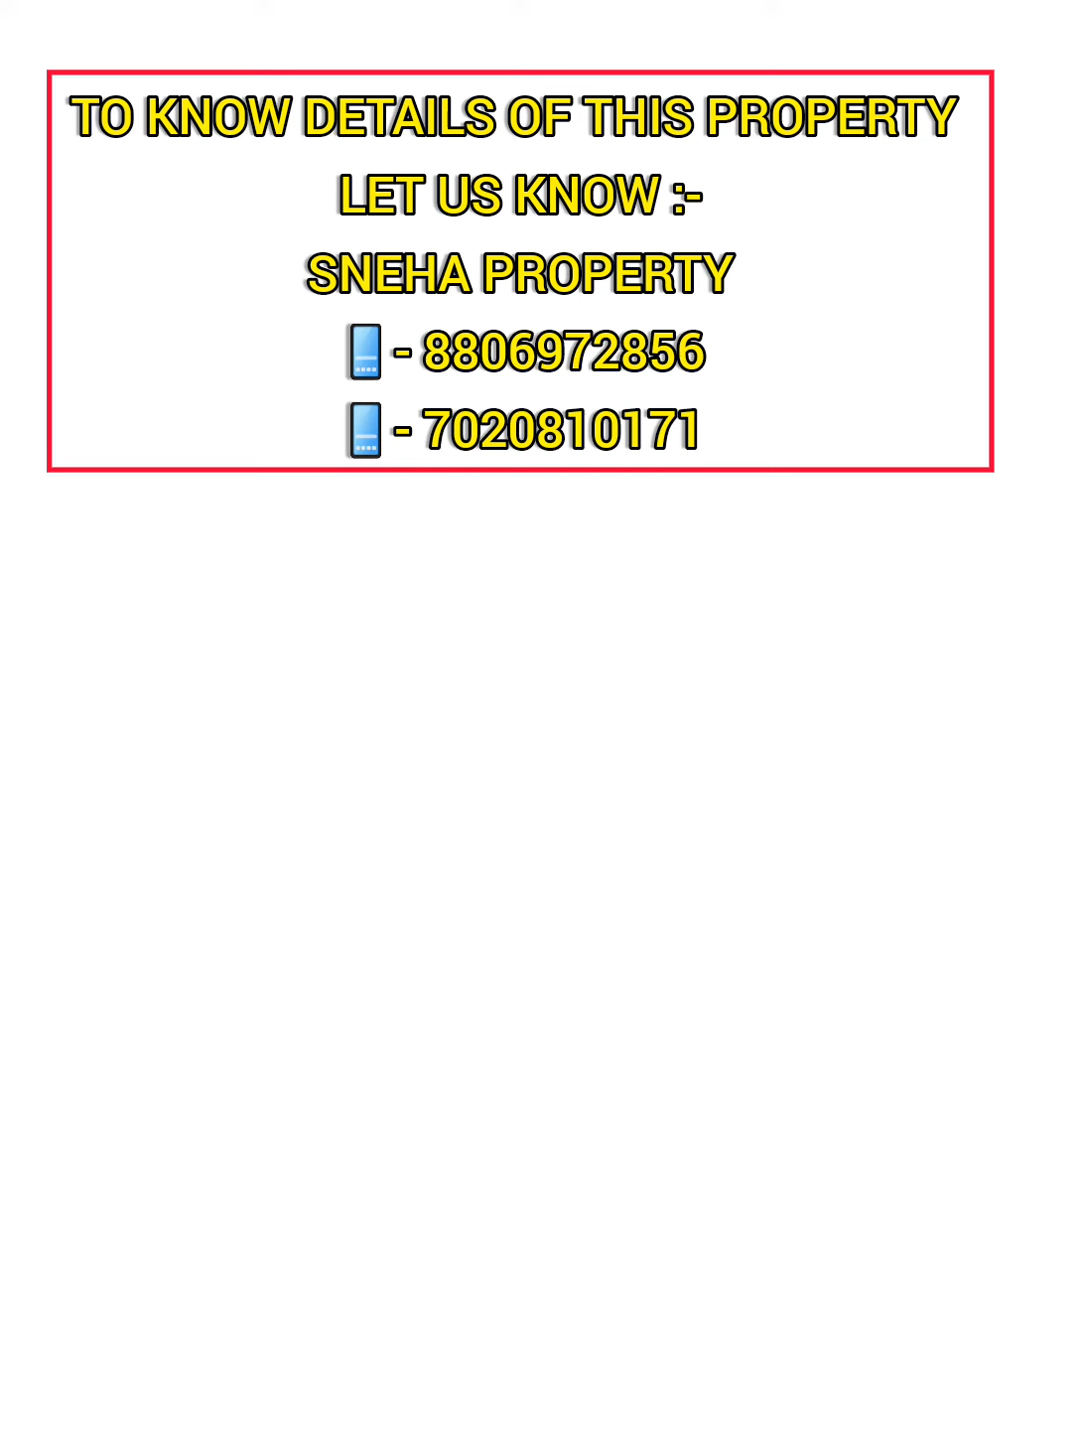 TO KNOW DETAILS OF THIS PROPERTY
LET US KNOW :-
SNEHA PROPERTY
📱- 8806972856
📱- 7020810171